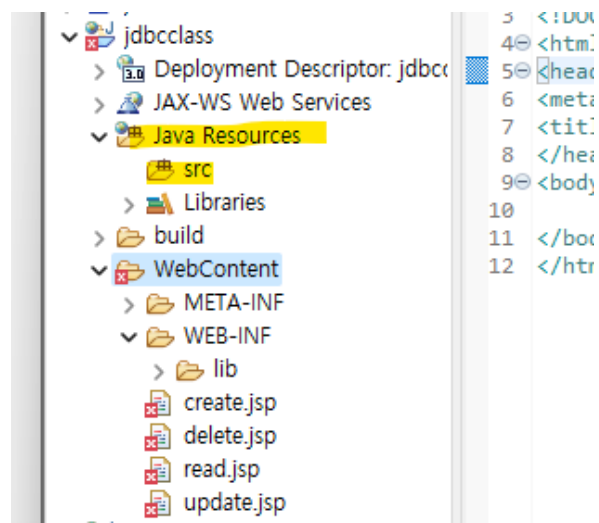 jdbcclass
Deployment Descriptor: jdbcc
JAX-WS Web Services
Java Resources
src
Libraries
build
WebContent
META-INF
WEB-INF
lib
create.jsp
delete.jsp
read.jsp
update.jsp
3 <!DOC
4 <html
5 <head
6 <meta
7 <titl
8 </hea
9 <body
10
11 </bod
12 </htm